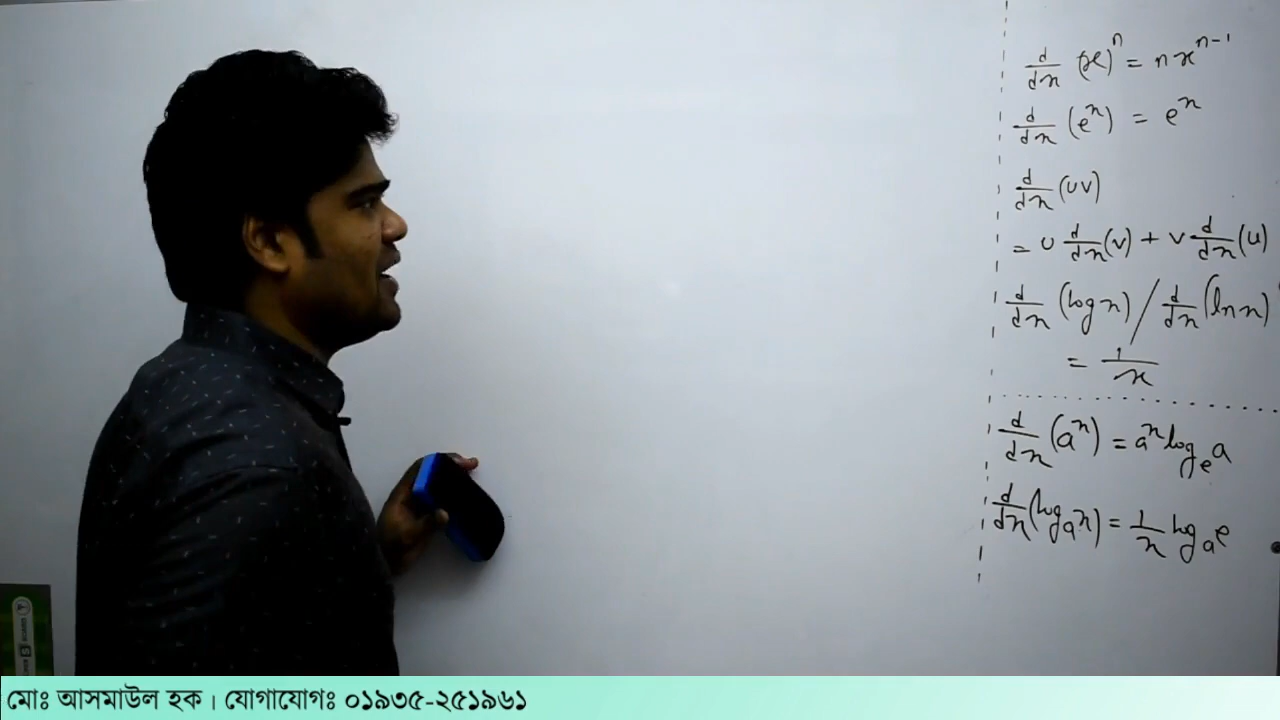 d/dx (x)^n = n x^{n-1}
d/dx (e^x) = e^x
d/dx (uv)
= u d/dx (v) + v d/dx (u)
d/dx (log x) / d/dx (ln x)
= 1/x
d/dx (a^x) = a^x log_e a
d/dx (log_a x) = 1/x log_a e
মোঃ আসমাউল হক। যোগাযোগঃ ০১৯৩৫-২৫১৯৬১